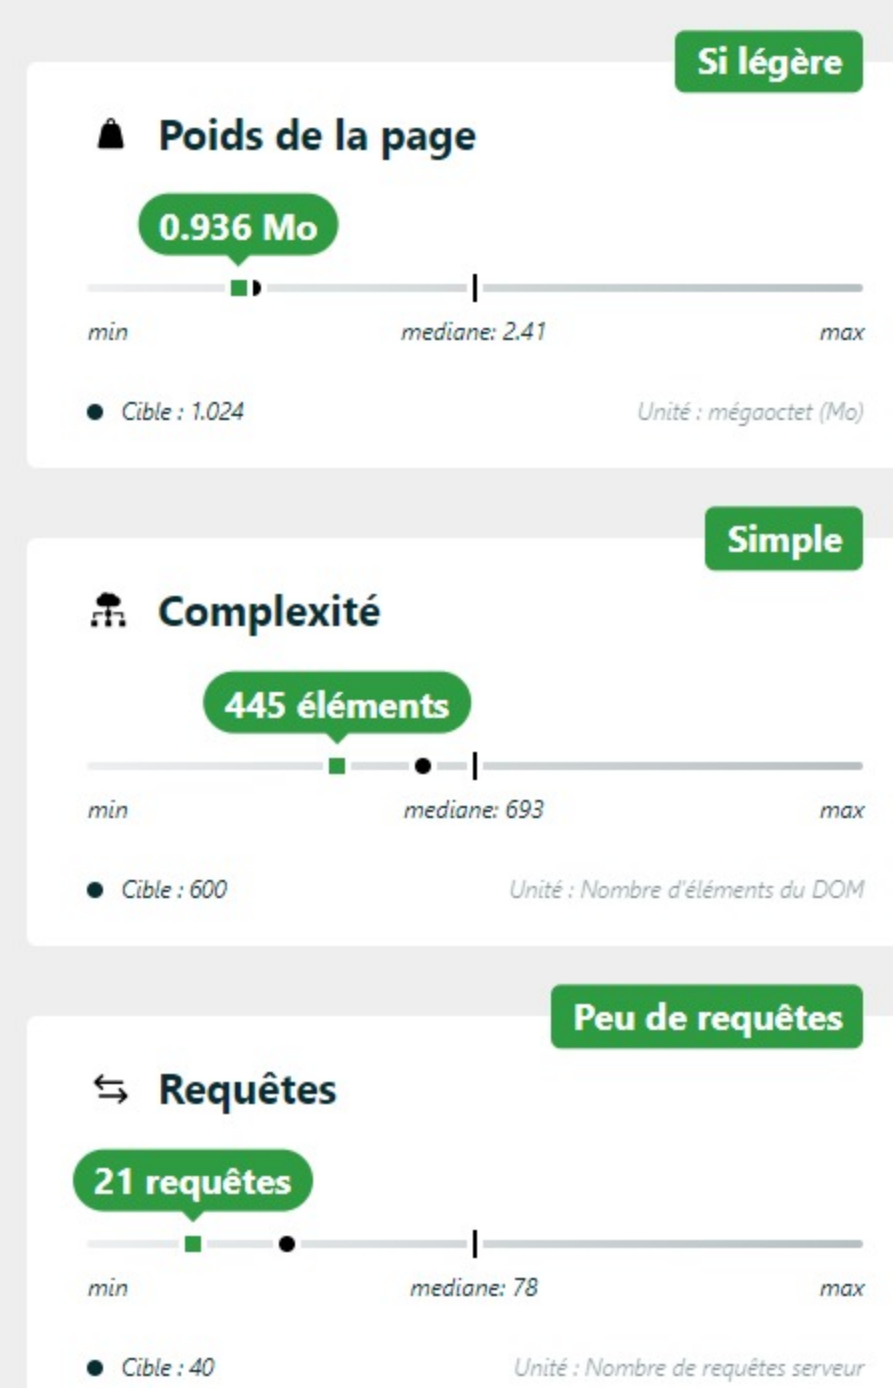 Si légère
Poids de la page
0.936 Mo
min mediane: 2.41 max
Cible : 1.024 Unité : mégaoctet (Mo)
Simple
Complexité
445 éléments
min mediane: 693 max
Cible : 600 Unité : Nombre d'éléments du DOM
Peu de requêtes
Requêtes
21 requêtes
min mediane: 78 max
Cible : 40 Unité : Nombre de requêtes serveur